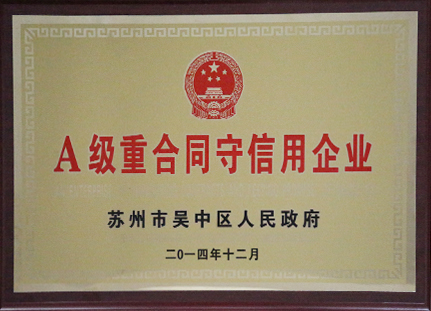 A级重合同守信用企业
苏州市吴中区人民政府
二〇一四年十二月